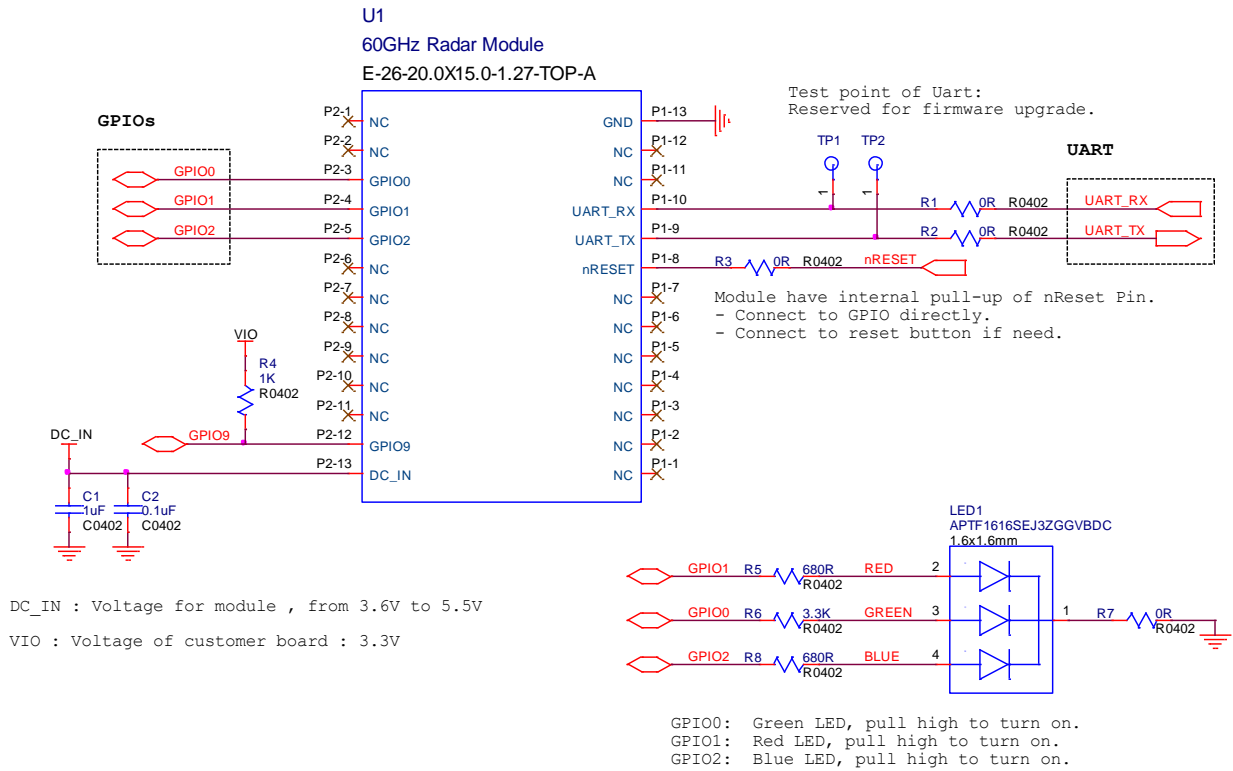 U1
60GHz Radar Module
E-26-20.0X15.0-1.27-TOP-A
Test point of Uart:
Reserved for firmware upgrade.
GPIOs
GPIO0
GPIO1
GPIO2
P2-1 NC
P2-2 NC
P2-3 GPIO0
P2-4 GPIO1
P2-5 GPIO2
P2-6 NC
P2-7 NC
P2-8 NC
P2-9 NC
P2-10 NC
P2-11 NC
P2-12 GPIO9
P2-13 DC_IN
GND P1-13
NC P1-12
NC P1-11
UART_RX P1-10
UART_TX P1-9
nRESET P1-8
NC P1-7
NC P1-6
NC P1-5
NC P1-4
NC P1-3
NC P1-2
NC P1-1
TP1 TP2
1 1
UART
R1 0R R0402 UART_RX
R2 0R R0402 UART_TX
R3 0R R0402 nRESET
Module have internal pull-up of nReset Pin.
- Connect to GPIO directly.
- Connect to reset button if need.
VIO
R4
1K
R0402
GPIO9
DC_IN
C1
1uF
C0402
C2
0.1uF
C0402
DC_IN : Voltage for module , from 3.6V to 5.5V
VIO : Voltage of customer board : 3.3V
LED1
APTF1616SEJ3ZGGVBDC
1.6x1.6mm
GPIO1 R5 680R RED 2
R0402
GPIO0 R6 3.3K GREEN 3
R0402
GPIO2 R8 680R BLUE 4
R0402
1 R7 0R
R0402
GPIO0: Green LED, pull high to turn on.
GPIO1: Red LED, pull high to turn on.
GPIO2: Blue LED, pull high to turn on.